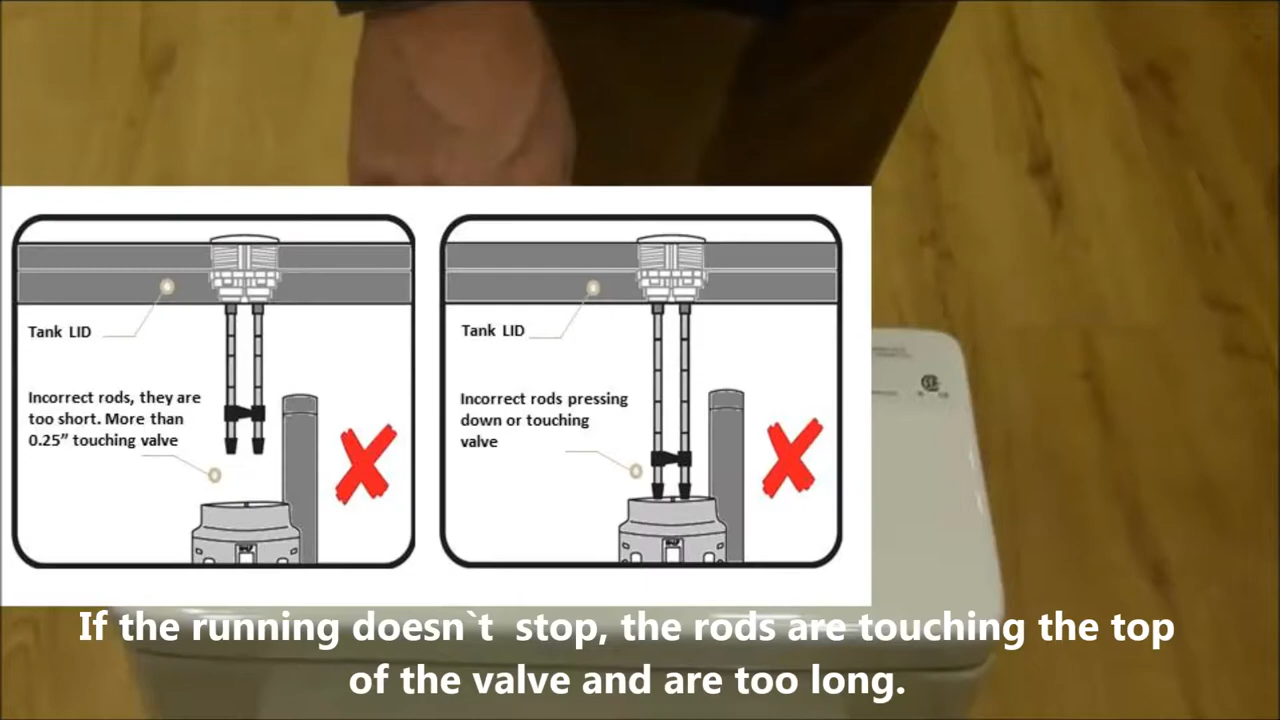 Tank LID
Incorrect rods, they are
too short. More than
0.25” touching valve
Tank LID
Incorrect rods pressing
down or touching
valve
If the running doesn`t stop, the rods are touching the top
of the valve and are too long.